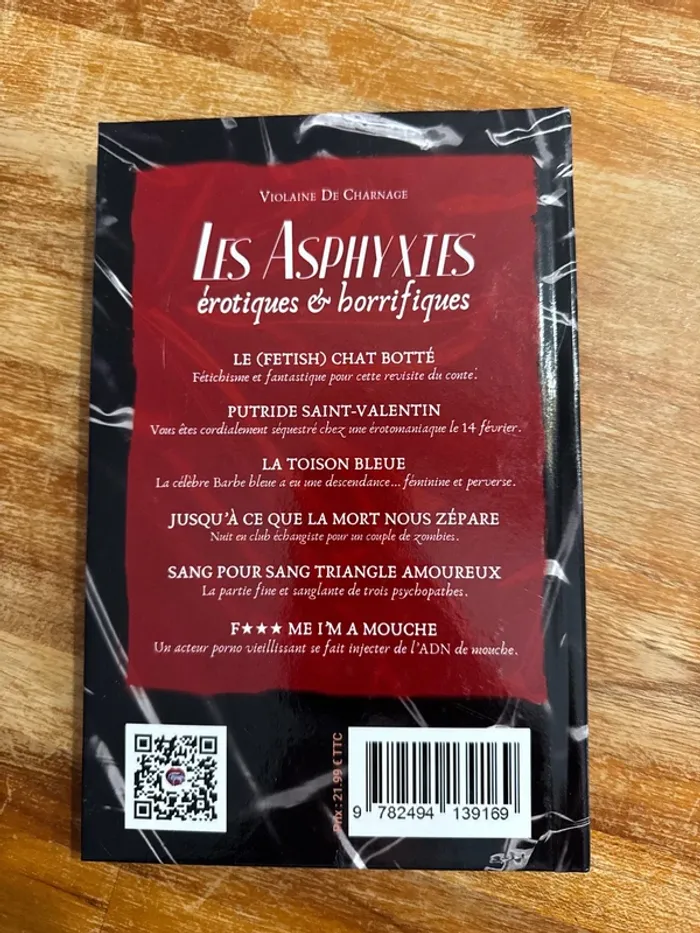 Violaine De Charnage
Les Asphyxies
érotiques & horrifiques
LE (FETISH) CHAT BOTTÉ
Fétichisme et fantastique pour cette revisite du conte.
PUTRIDE SAINT-VALENTIN
Vous êtes cordialement séquestré chez une érotomaniaque le 14 février.
LA TOISON BLEUE
La célèbre Barbe bleue a eu une descendance... féminine et perverse.
JUSQU'À CE QUE LA MORT NOUS ZÉPARE
Nuit en club échangiste pour un couple de zombies.
SANG POUR SANG TRIANGLE AMOUREUX
La partie fine et sanglante de trois psychopathes.
F★★★ ME I'M A MOUCHE
Un acteur porno vieillissant se fait injecter de l'ADN de mouche.
Prix : 21.99 € TTC
9 782494 139169